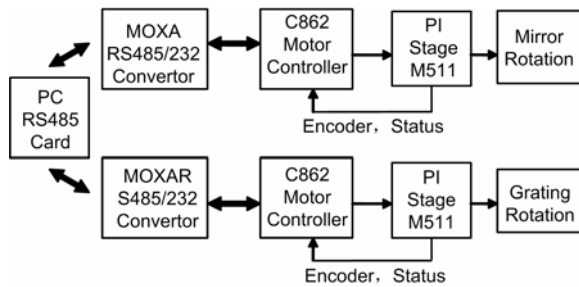 PC
RS485
Card
MOXA
RS485/232
Convertor
C862
Motor
Controller
PI
Stage
M511
Mirror
Rotation
Encoder，Status
MOXAR
S485/232
Convertor
C862
Motor
Controller
PI
Stage
M511
Grating
Rotation
Encoder，Status